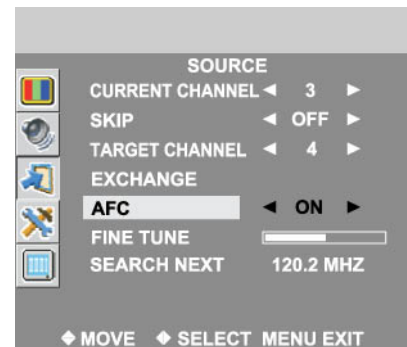 SOURCE
CURRENT CHANNEL 3
SKIP OFF
TARGET CHANNEL 4
EXCHANGE
AFC ON
FINE TUNE
SEARCH NEXT 120.2 MHZ
MOVE SELECT MENU EXIT